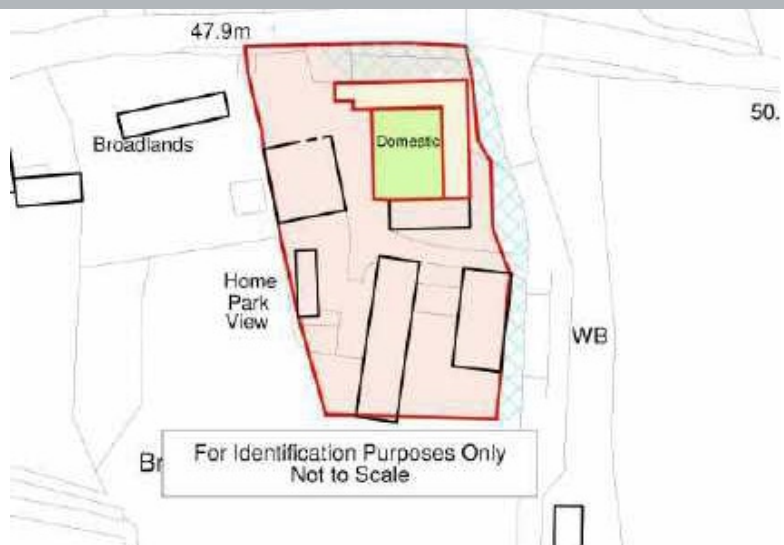 47.9m
50.
Broadlands
Domestic
Home
Park
View
WB
Br
For Identification Purposes Only
Not to Scale